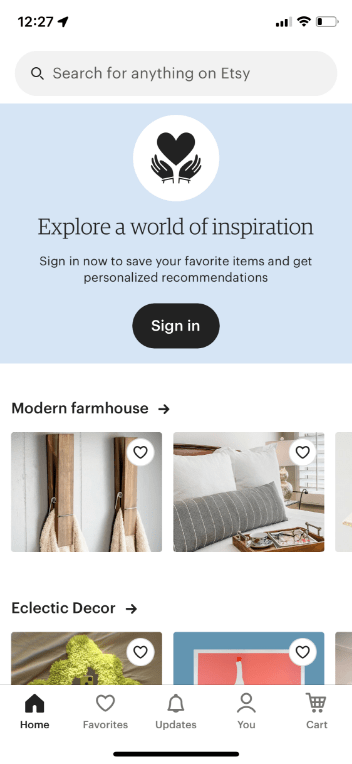 12:27
Search for anything on Etsy
Explore a world of inspiration
Sign in now to save your favorite items and get
personalized recommendations
Sign in
Modern farmhouse
Eclectic Decor
Home Favorites Updates You Cart